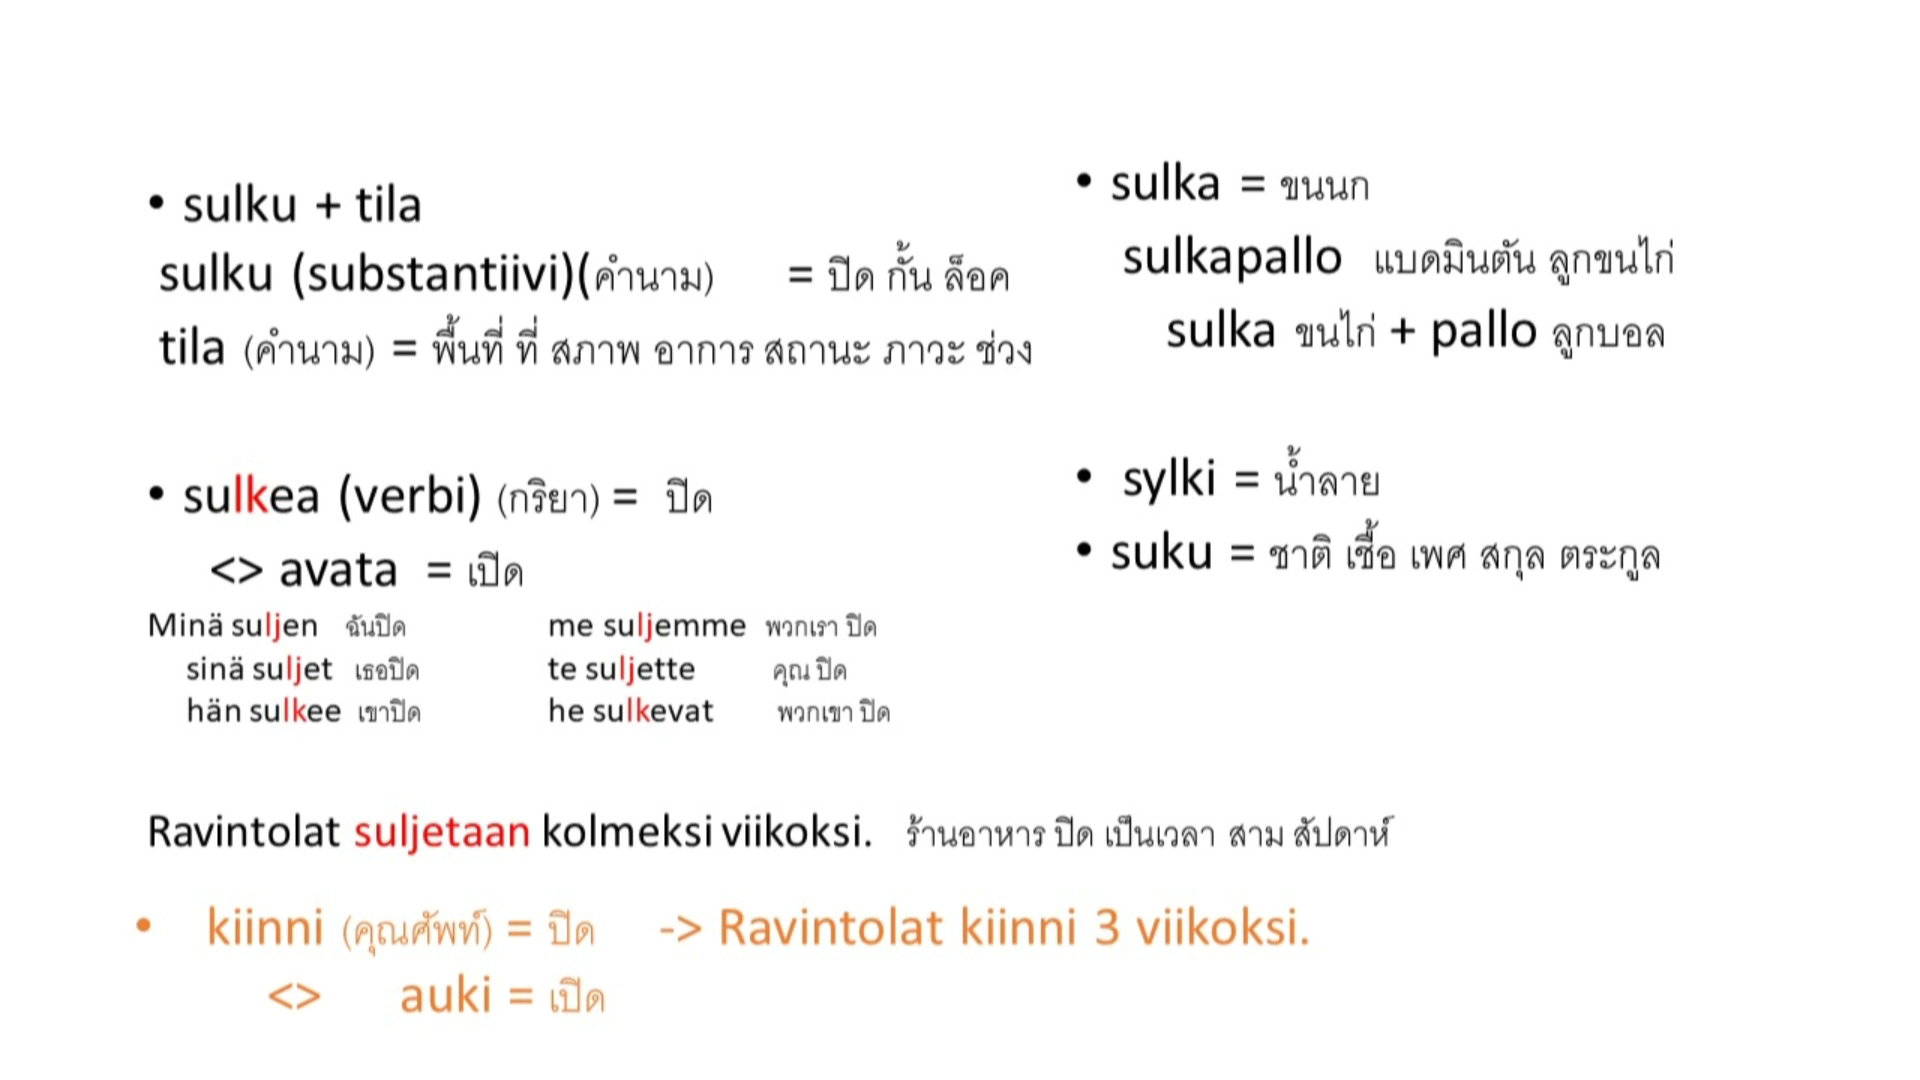 • sulku + tila
sulku (substantiivi)(คำนาม) = ปิด กั้น ล็อค
tila (คำนาม) = พื้นที่ ที่ สภาพ อาการ สถานะ ภาวะ ช่วง
• sulkea (verbi) (กริยา) = ปิด
<> avata = เปิด
Minä suljen ฉันปิด me suljemme พวกเรา ปิด
sinä suljet เธอปิด te suljette คุณ ปิด
hän sulkee เขาปิด he sulkevat พวกเขา ปิด
• sulka = ขนนก
sulkapallo แบดมินตัน ลูกขนไก่
sulka ขนไก่ + pallo ลูกบอล
• sylki = น้ำลาย
• suku = ชาติ เชื้อ เพศ สกุล ตระกูล
Ravintolat suljetaan kolmeksi viikoksi. ร้านอาหาร ปิด เป็นเวลา สาม สัปดาห์
• kiinni (คุณศัพท์) = ปิด -> Ravintolat kiinni 3 viikoksi.
<> auki = เปิด